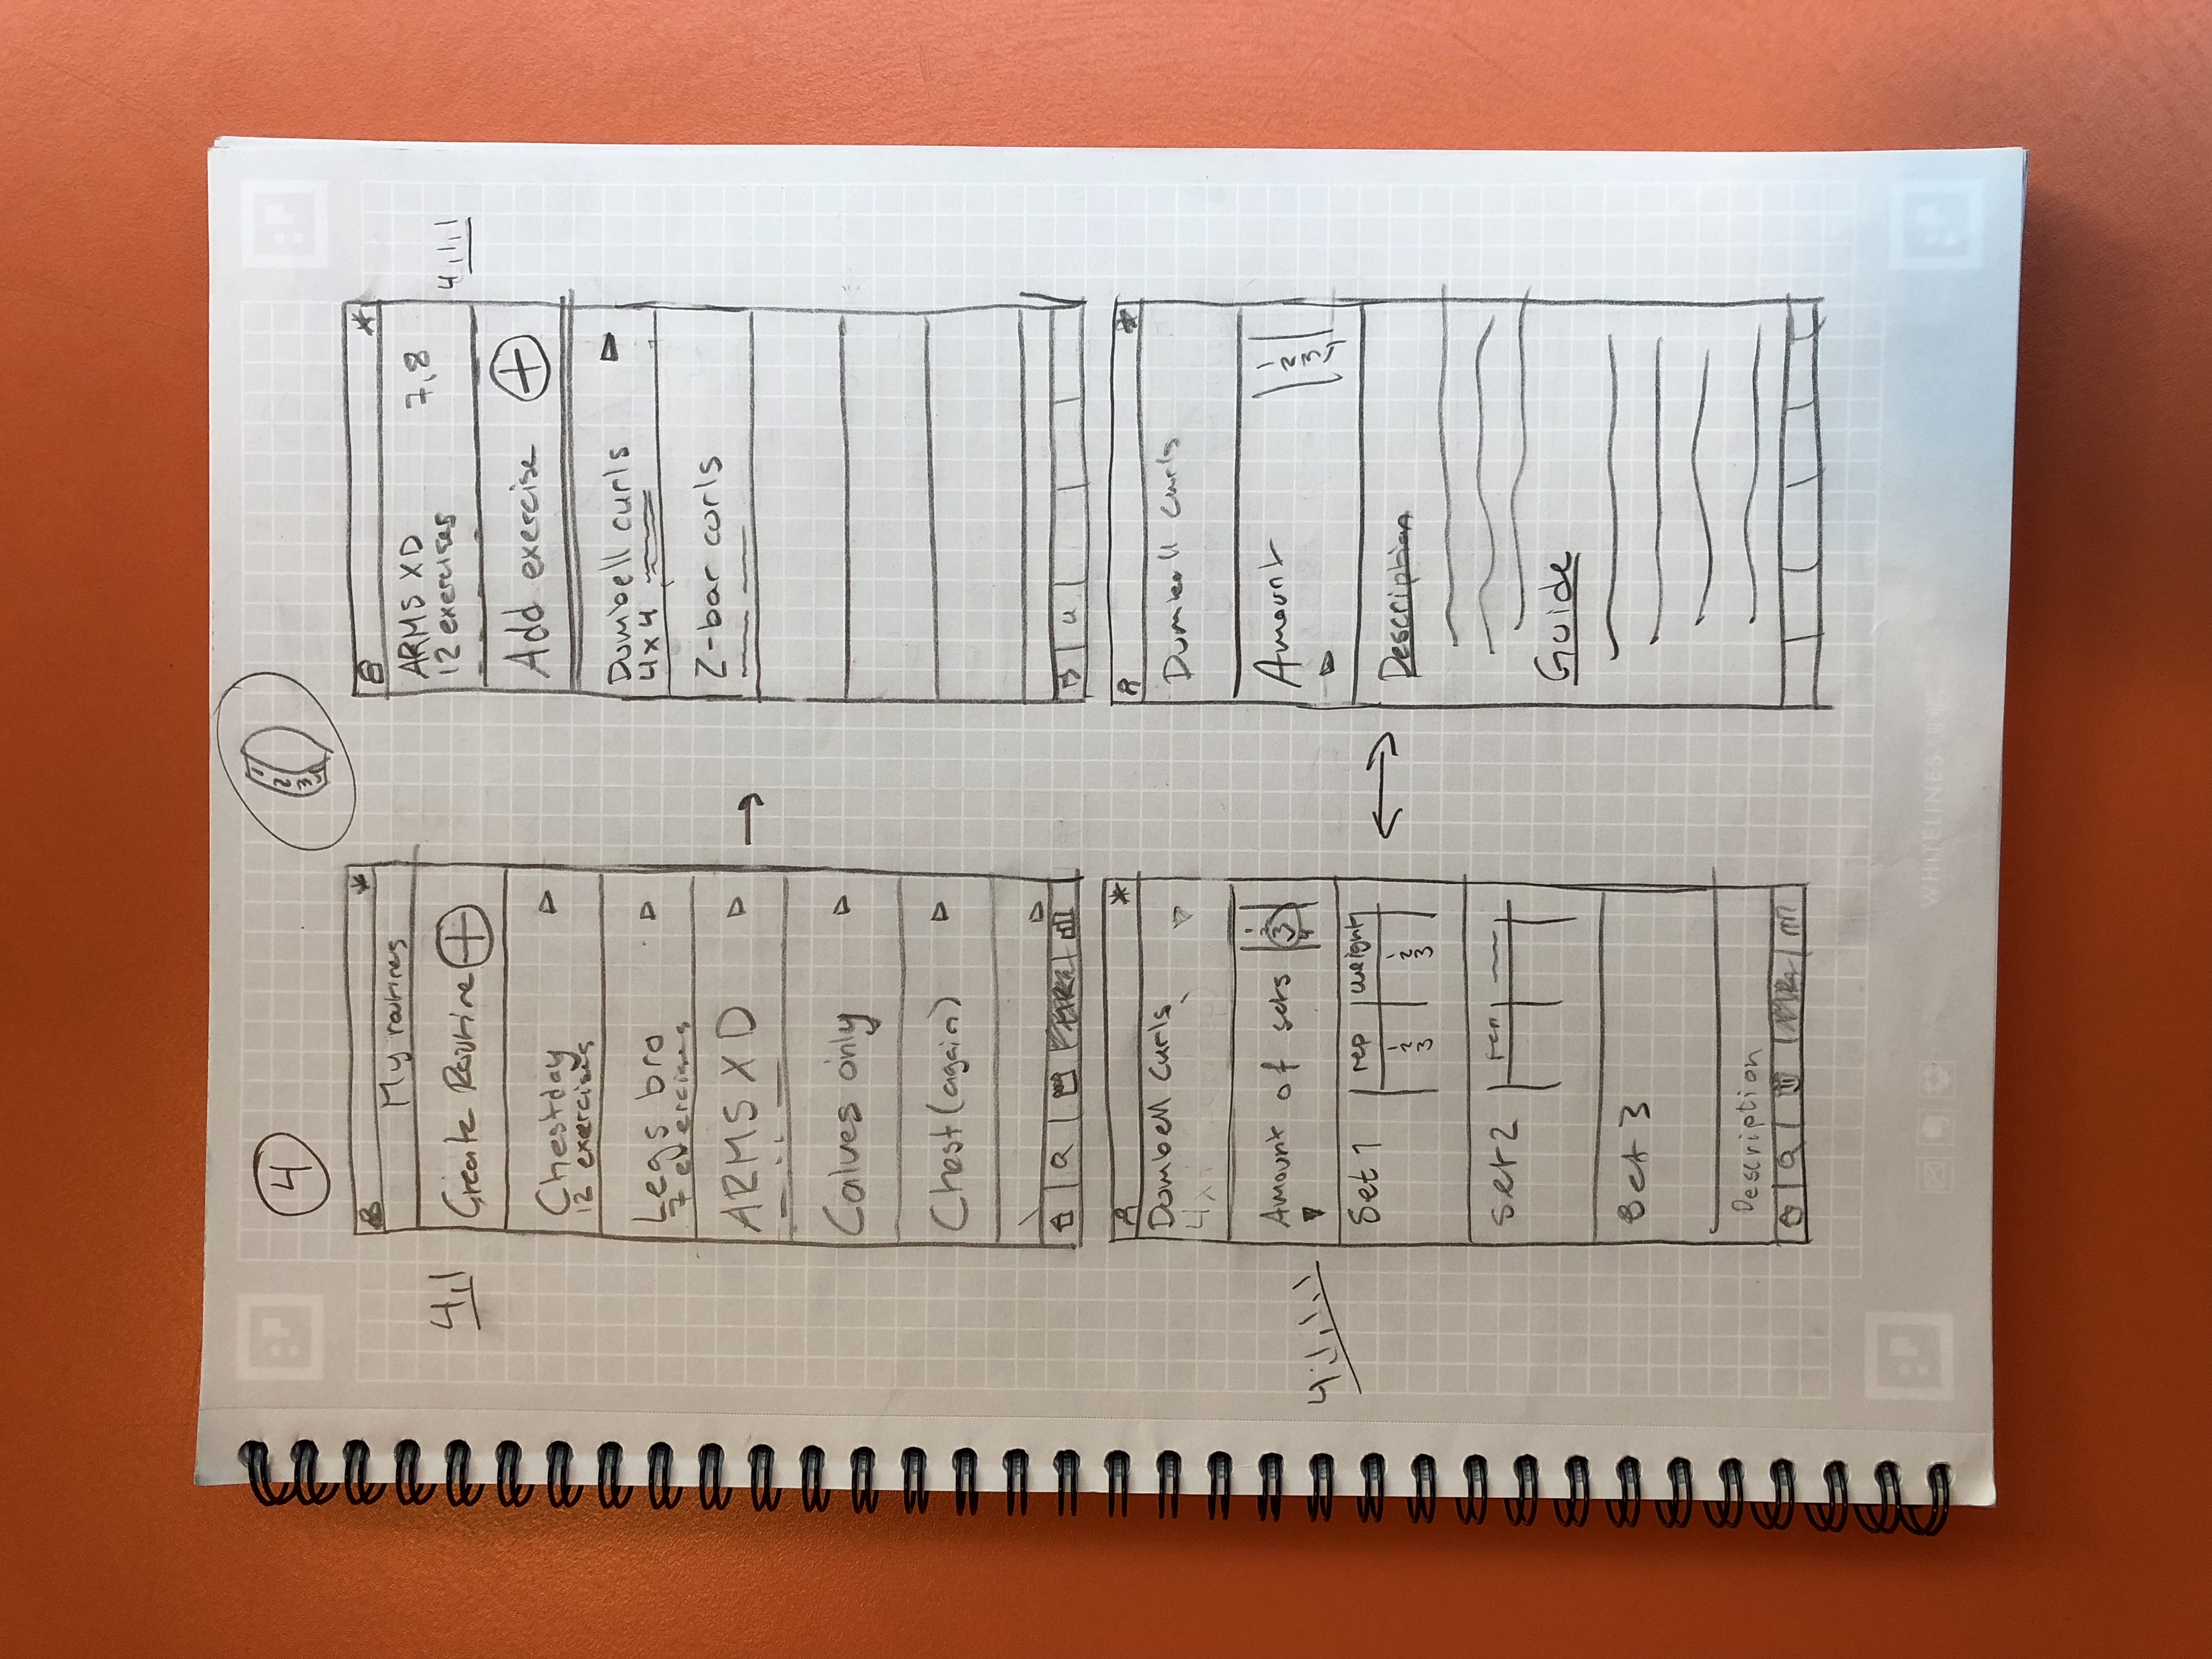 4
1
2
3
4
My routines
4,1
Create Routine
Chestday
12 exercises
Legs bro
7 exercises
ARMS XD
Calves only
Chest (again)
ARMS XD
7,8
12 exercises
4,1,1
Add exercise
Dumbell curls
4x4
Z-bar curls
Dumbell Curls
4x
Amount of sets
2
3
4
4,1,1,1
Set 1
rep weight
1 1
2 2
3 3
Set 2
rep
Set 3
Description
Dumbell Curls
Amount
1
2
3
4
Description
Guide
WHITELINES